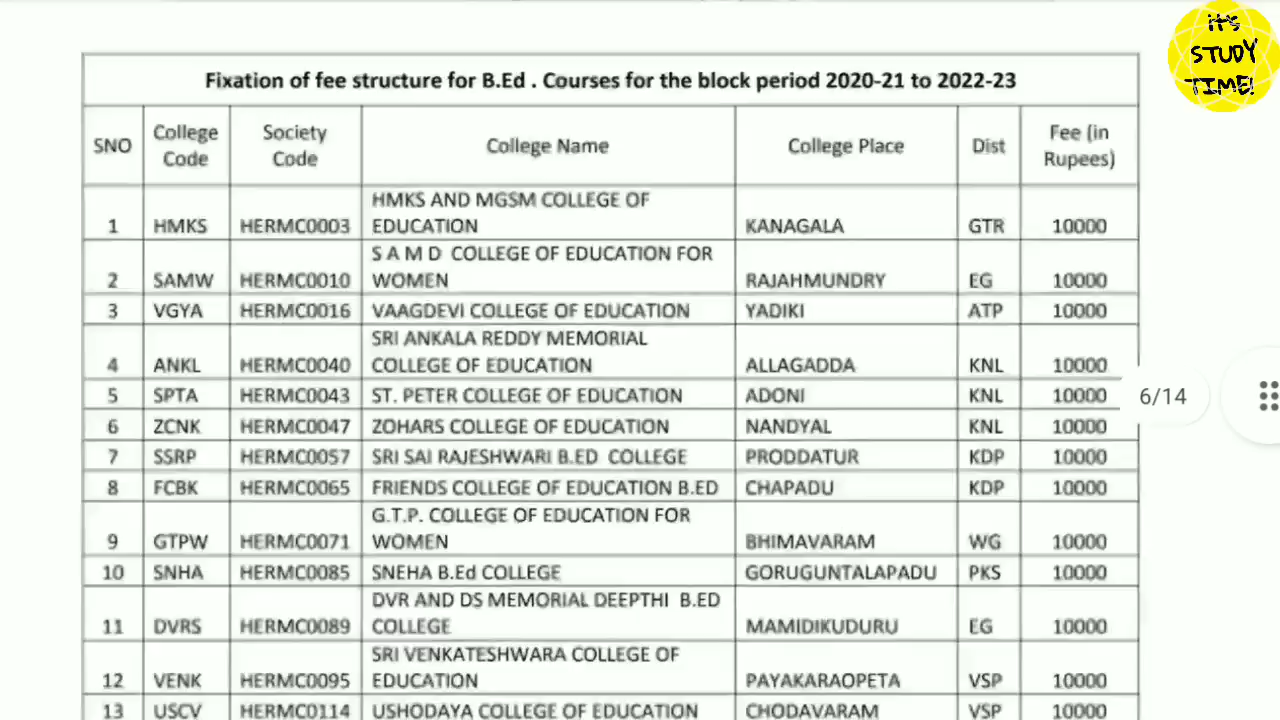 It's
STUDY
TIME!
Fixation of fee structure for B.Ed . Courses for the block period 2020-21 to 2022-23
SNO College Code Society Code College Name College Place Dist Fee (in Rupees)
1 HMKS HERMC0003 HMKS AND MGSM COLLEGE OF EDUCATION KANAGALA GTR 10000
2 SAMW HERMC0010 S A M D COLLEGE OF EDUCATION FOR WOMEN RAJAHMUNDRY EG 10000
3 VGYA HERMC0016 VAAGDEVI COLLEGE OF EDUCATION YADIKI ATP 10000
4 ANKL HERMC0040 SRI ANKALA REDDY MEMORIAL COLLEGE OF EDUCATION ALLAGADDA KNL 10000
5 SPTA HERMC0043 ST. PETER COLLEGE OF EDUCATION ADONI KNL 10000
6/14
6 ZCNK HERMC0047 ZOHARS COLLEGE OF EDUCATION NANDYAL KNL 10000
7 SSRP HERMC0057 SRI SAI RAJESHWARI B.ED COLLEGE PRODDATUR KDP 10000
8 FCBK HERMC0065 FRIENDS COLLEGE OF EDUCATION B.ED CHAPADU KDP 10000
9 GTPW HERMC0071 G.T.P. COLLEGE OF EDUCATION FOR WOMEN BHIMAVARAM WG 10000
10 SNHA HERMC0085 SNEHA B.Ed COLLEGE GORUGUNTALAPADU PKS 10000
11 DVRS HERMC0089 DVR AND DS MEMORIAL DEEPTHI B.ED COLLEGE MAMIDIKUDURU EG 10000
12 VENK HERMC0095 SRI VENKATESHWARA COLLEGE OF EDUCATION PAYAKARAOPETA VSP 10000
13 USCV HERMC0114 USHODAYA COLLEGE OF EDUCATION CHODAVARAM VSP 10000